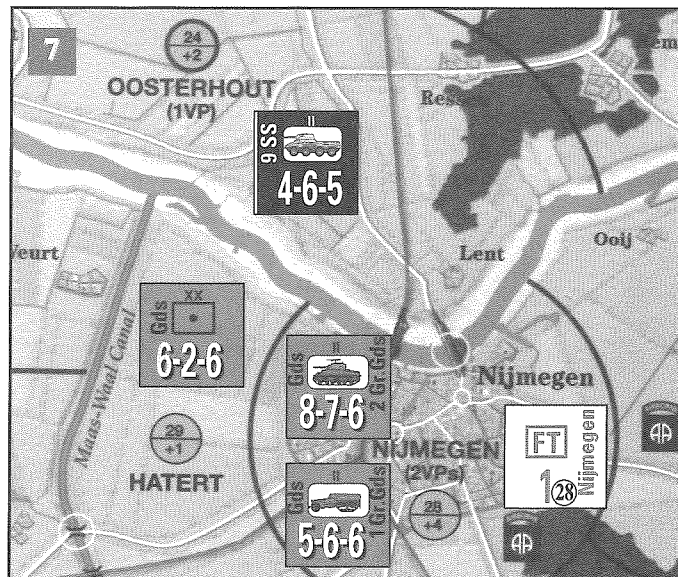 7
24
+2
OOSTERHOUT
(1VP)
Ress
em
II
9 SS
4-6-5
Lent
Ooij
Weurt
Maas-Waal Canal
XX
Gds
6-2-6
II
Gds
2 Gr Gds
8-7-6
Nijmegen
29
+1
HATERT
NIJMEGEN
(2VPs)
28
+4
II
Gds
1 Gr Gds
5-6-6
FT
1
28
Nijmegen
AA
AA